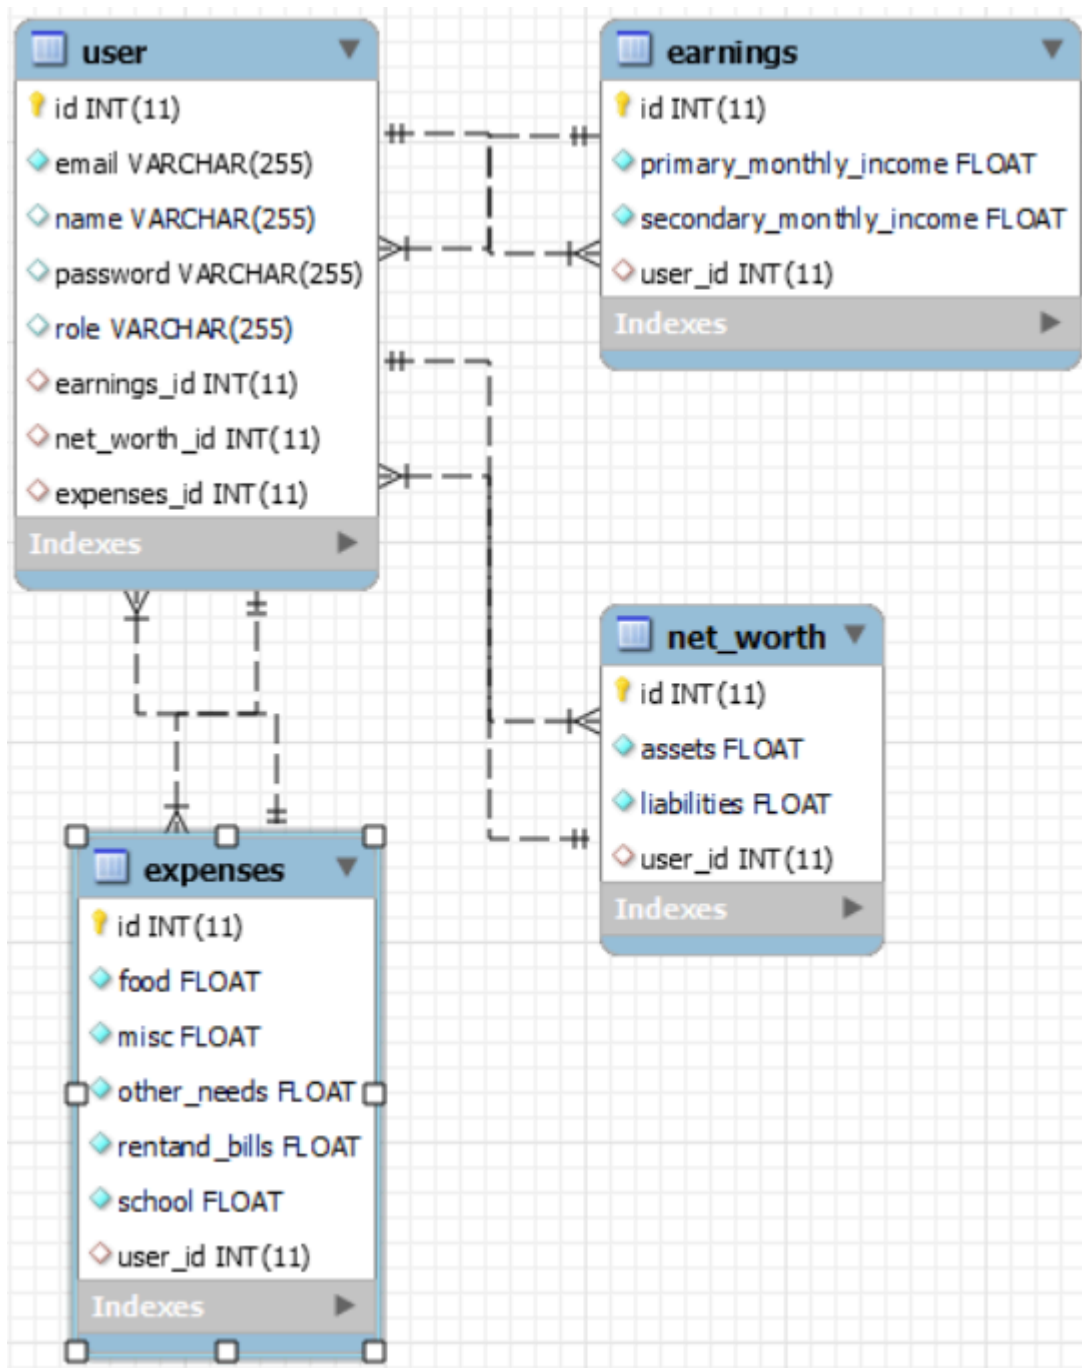 user
id INT(11)
email VARCHAR(255)
name VARCHAR(255)
password VARCHAR(255)
role VARCHAR(255)
earnings_id INT(11)
net_worth_id INT(11)
expenses_id INT(11)
Indexes
earnings
id INT(11)
primary_monthly_income FLOAT
secondary_monthly_income FLOAT
user_id INT(11)
Indexes
net_worth
id INT(11)
assets FLOAT
liabilities FLOAT
user_id INT(11)
Indexes
expenses
id INT(11)
food FLOAT
misc FLOAT
other_needs FLOAT
rentand_bills FLOAT
school FLOAT
user_id INT(11)
Indexes